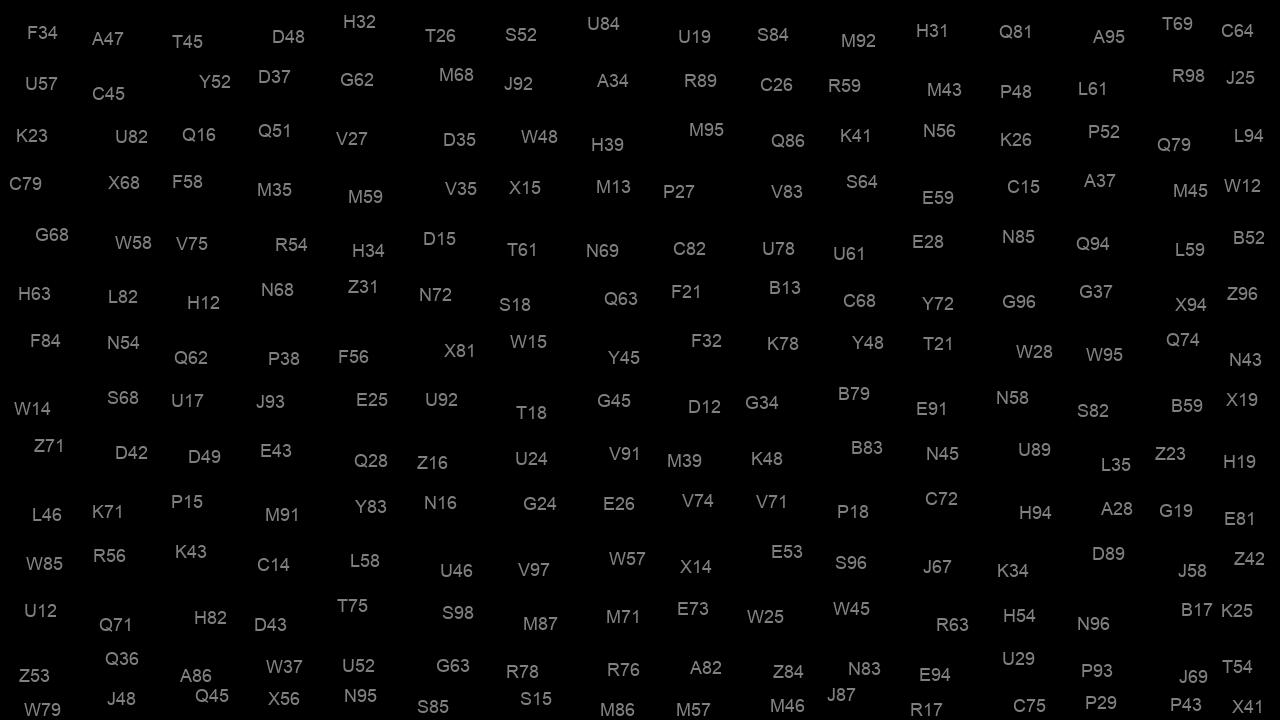 F34 A47 T45 D48 H32 T26 S52 U84 U19 S84 M92 H31 Q81 A95 T69 C64
U57 C45 Y52 D37 G62 M68 J92 A34 R89 C26 R59 M43 P48 L61 R98 J25
K23 U82 Q16 Q51 V27 D35 W48 H39 M95 Q86 K41 N56 K26 P52 Q79 L94
C79 X68 F58 M35 M59 V35 X15 M13 P27 V83 S64 E59 C15 A37 M45 W12
G68 W58 V75 R54 H34 D15 T61 N69 C82 U78 U61 E28 N85 Q94 L59 B52
H63 L82 H12 N68 Z31 N72 S18 Q63 F21 B13 C68 Y72 G96 G37 X94 Z96
F84 N54 Q62 P38 F56 X81 W15 Y45 F32 K78 Y48 T21 W28 W95 Q74 N43
W14 S68 U17 J93 E25 U92 T18 G45 D12 G34 B79 E91 N58 S82 B59 X19
Z71 D42 D49 E43 Q28 Z16 U24 V91 M39 K48 B83 N45 U89 L35 Z23 H19
L46 K71 P15 M91 Y83 N16 G24 E26 V74 V71 P18 C72 H94 A28 G19 E81
W85 R56 K43 C14 L58 U46 V97 W57 X14 E53 S96 J67 K34 D89 J58 Z42
U12 Q71 H82 D43 T75 S98 M87 M71 E73 W25 W45 R63 H54 N96 B17 K25
Z53 Q36 A86 W37 U52 G63 R78 R76 A82 Z84 N83 E94 U29 P93 J69 T54
W79 J48 Q45 X56 N95 S85 S15 M86 M57 M46 J87 R17 C75 P29 P43 X41